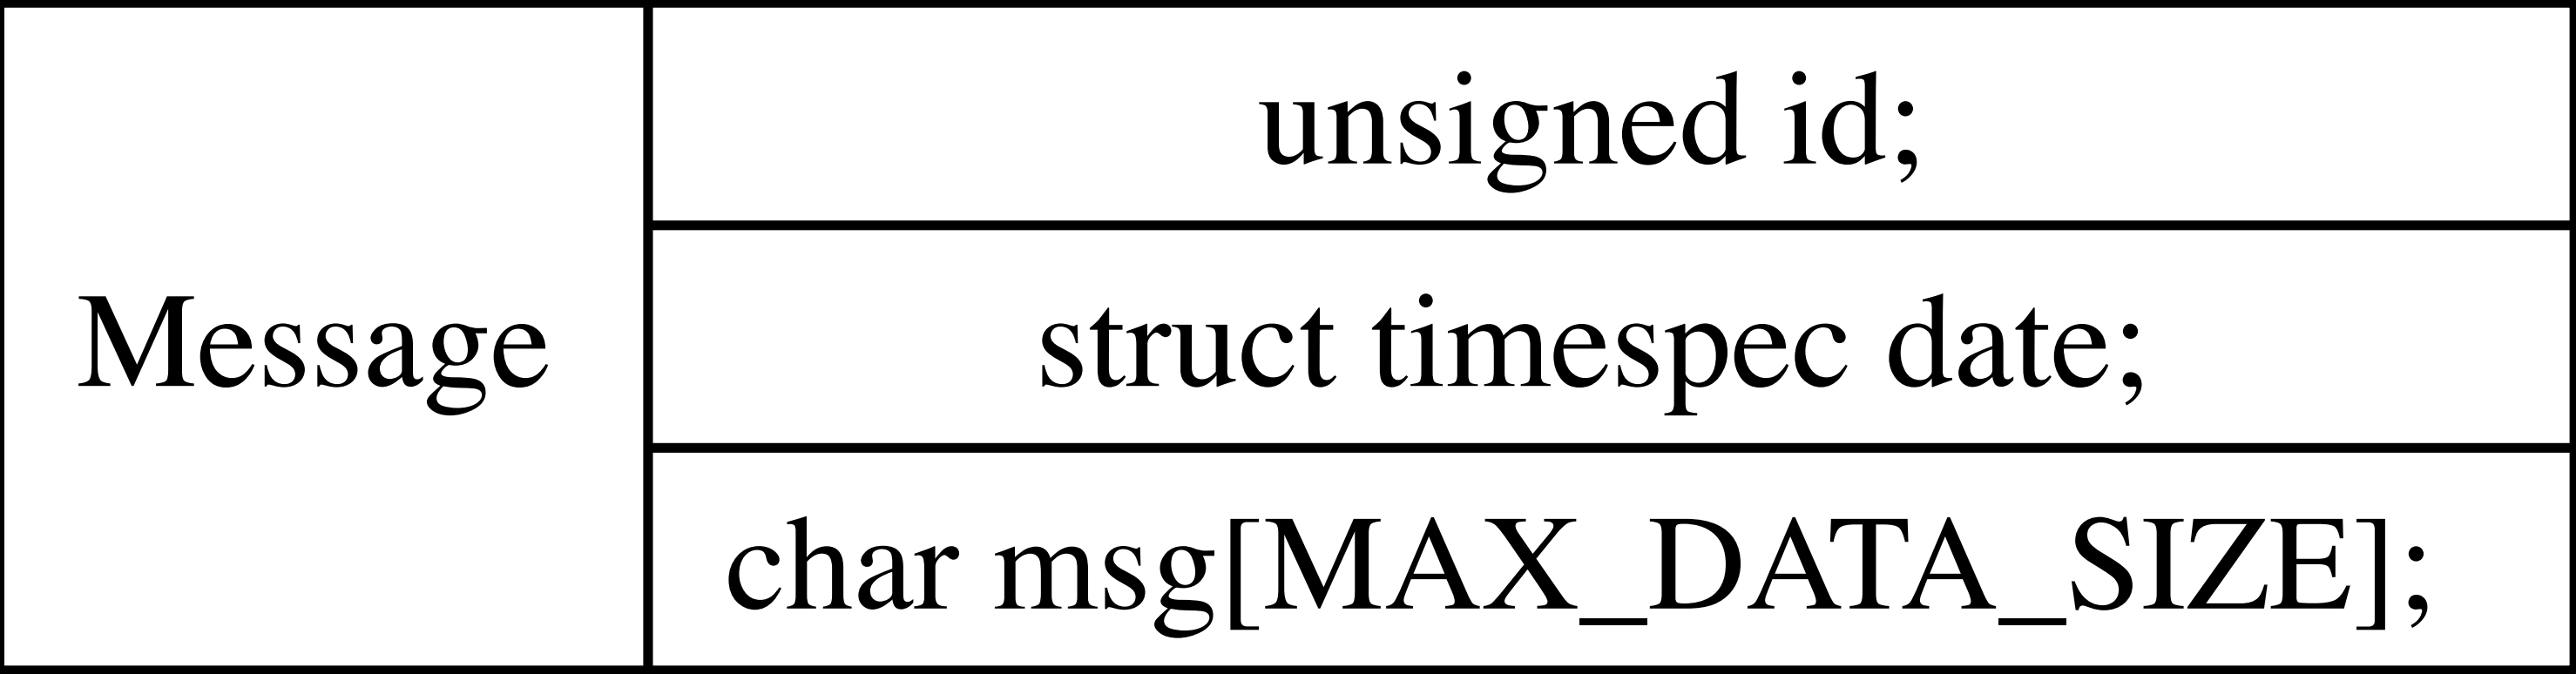 Message
unsigned id;
struct timespec date;
char msg[MAX_DATA_SIZE];